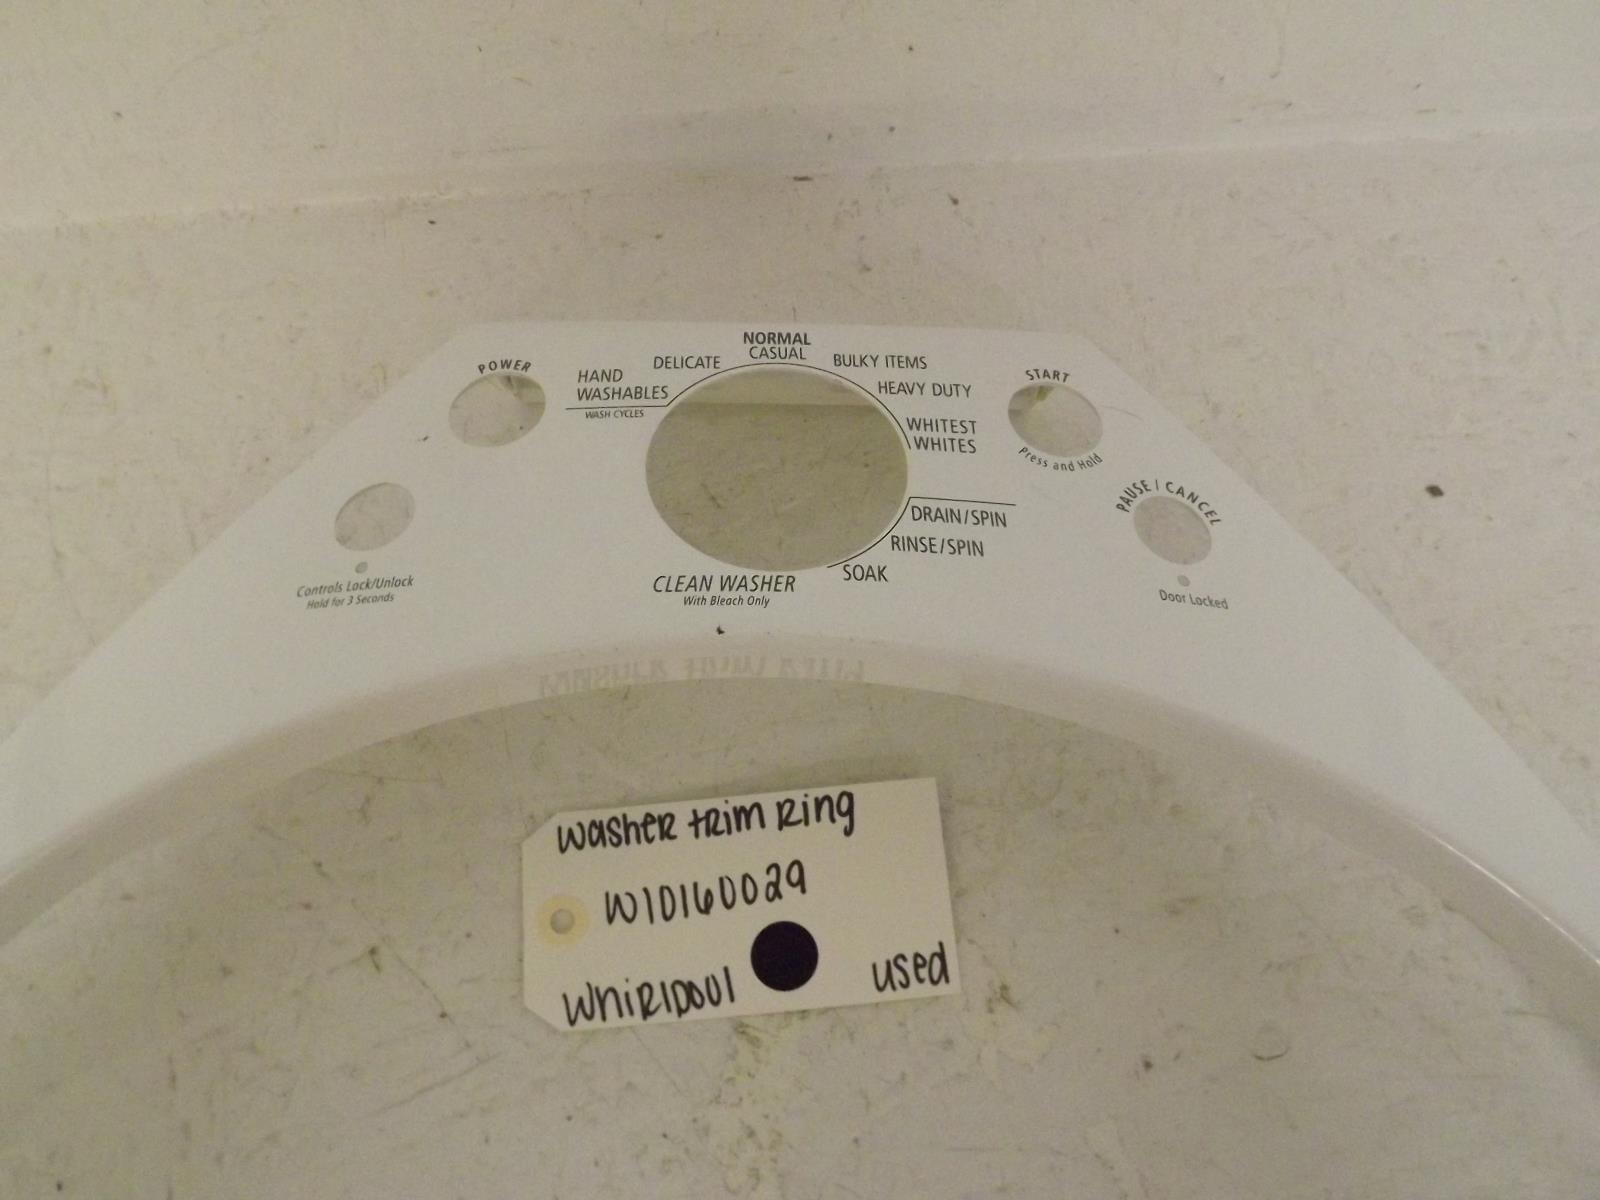 POWER
HAND
WASHABLES
WASH CYCLES
DELICATE
NORMAL
CASUAL
BULKY ITEMS
HEAVY DUTY
WHITEST
WHITES
START
Press and Hold
PAUSE / CANCEL
Door Locked
DRAIN/SPIN
RINSE/SPIN
SOAK
CLEAN WASHER
With Bleach Only
Controls Lock/Unlock
Hold for 3 Seconds
washer trim Ring
W10160029
Whirlpool used